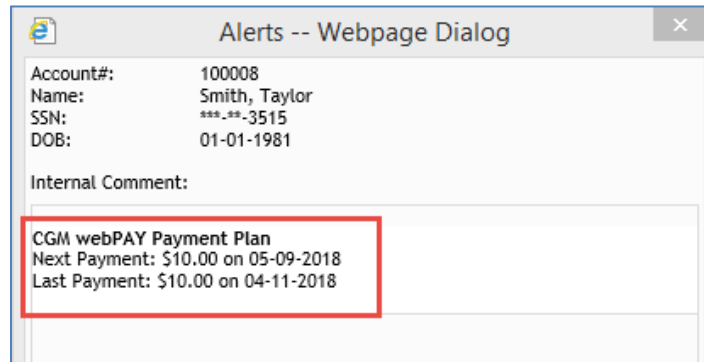 Alerts -- Webpage Dialog
Account#: 100008
Name: Smith, Taylor
SSN: ***-**-3515
DOB: 01-01-1981
Internal Comment:
CGM webPAY Payment Plan
Next Payment: $10.00 on 05-09-2018
Last Payment: $10.00 on 04-11-2018